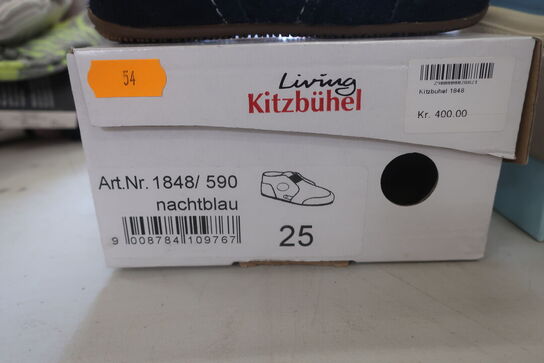 54
Living
Kitzbühel
Kitzbühel 1848
Kr. 400.00
Art.Nr. 1848/ 590
nachtblau
9 008784 109767
25